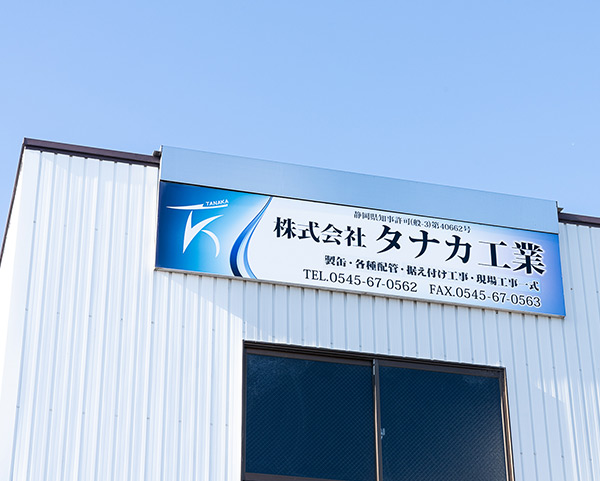 TANAKA
静岡県知事許可(般-3)第40662号
株式会社 タナカ工業
製缶・各種配管・据え付け工事・現場工事一式
TEL.0545-67-0562 FAX.0545-67-0563